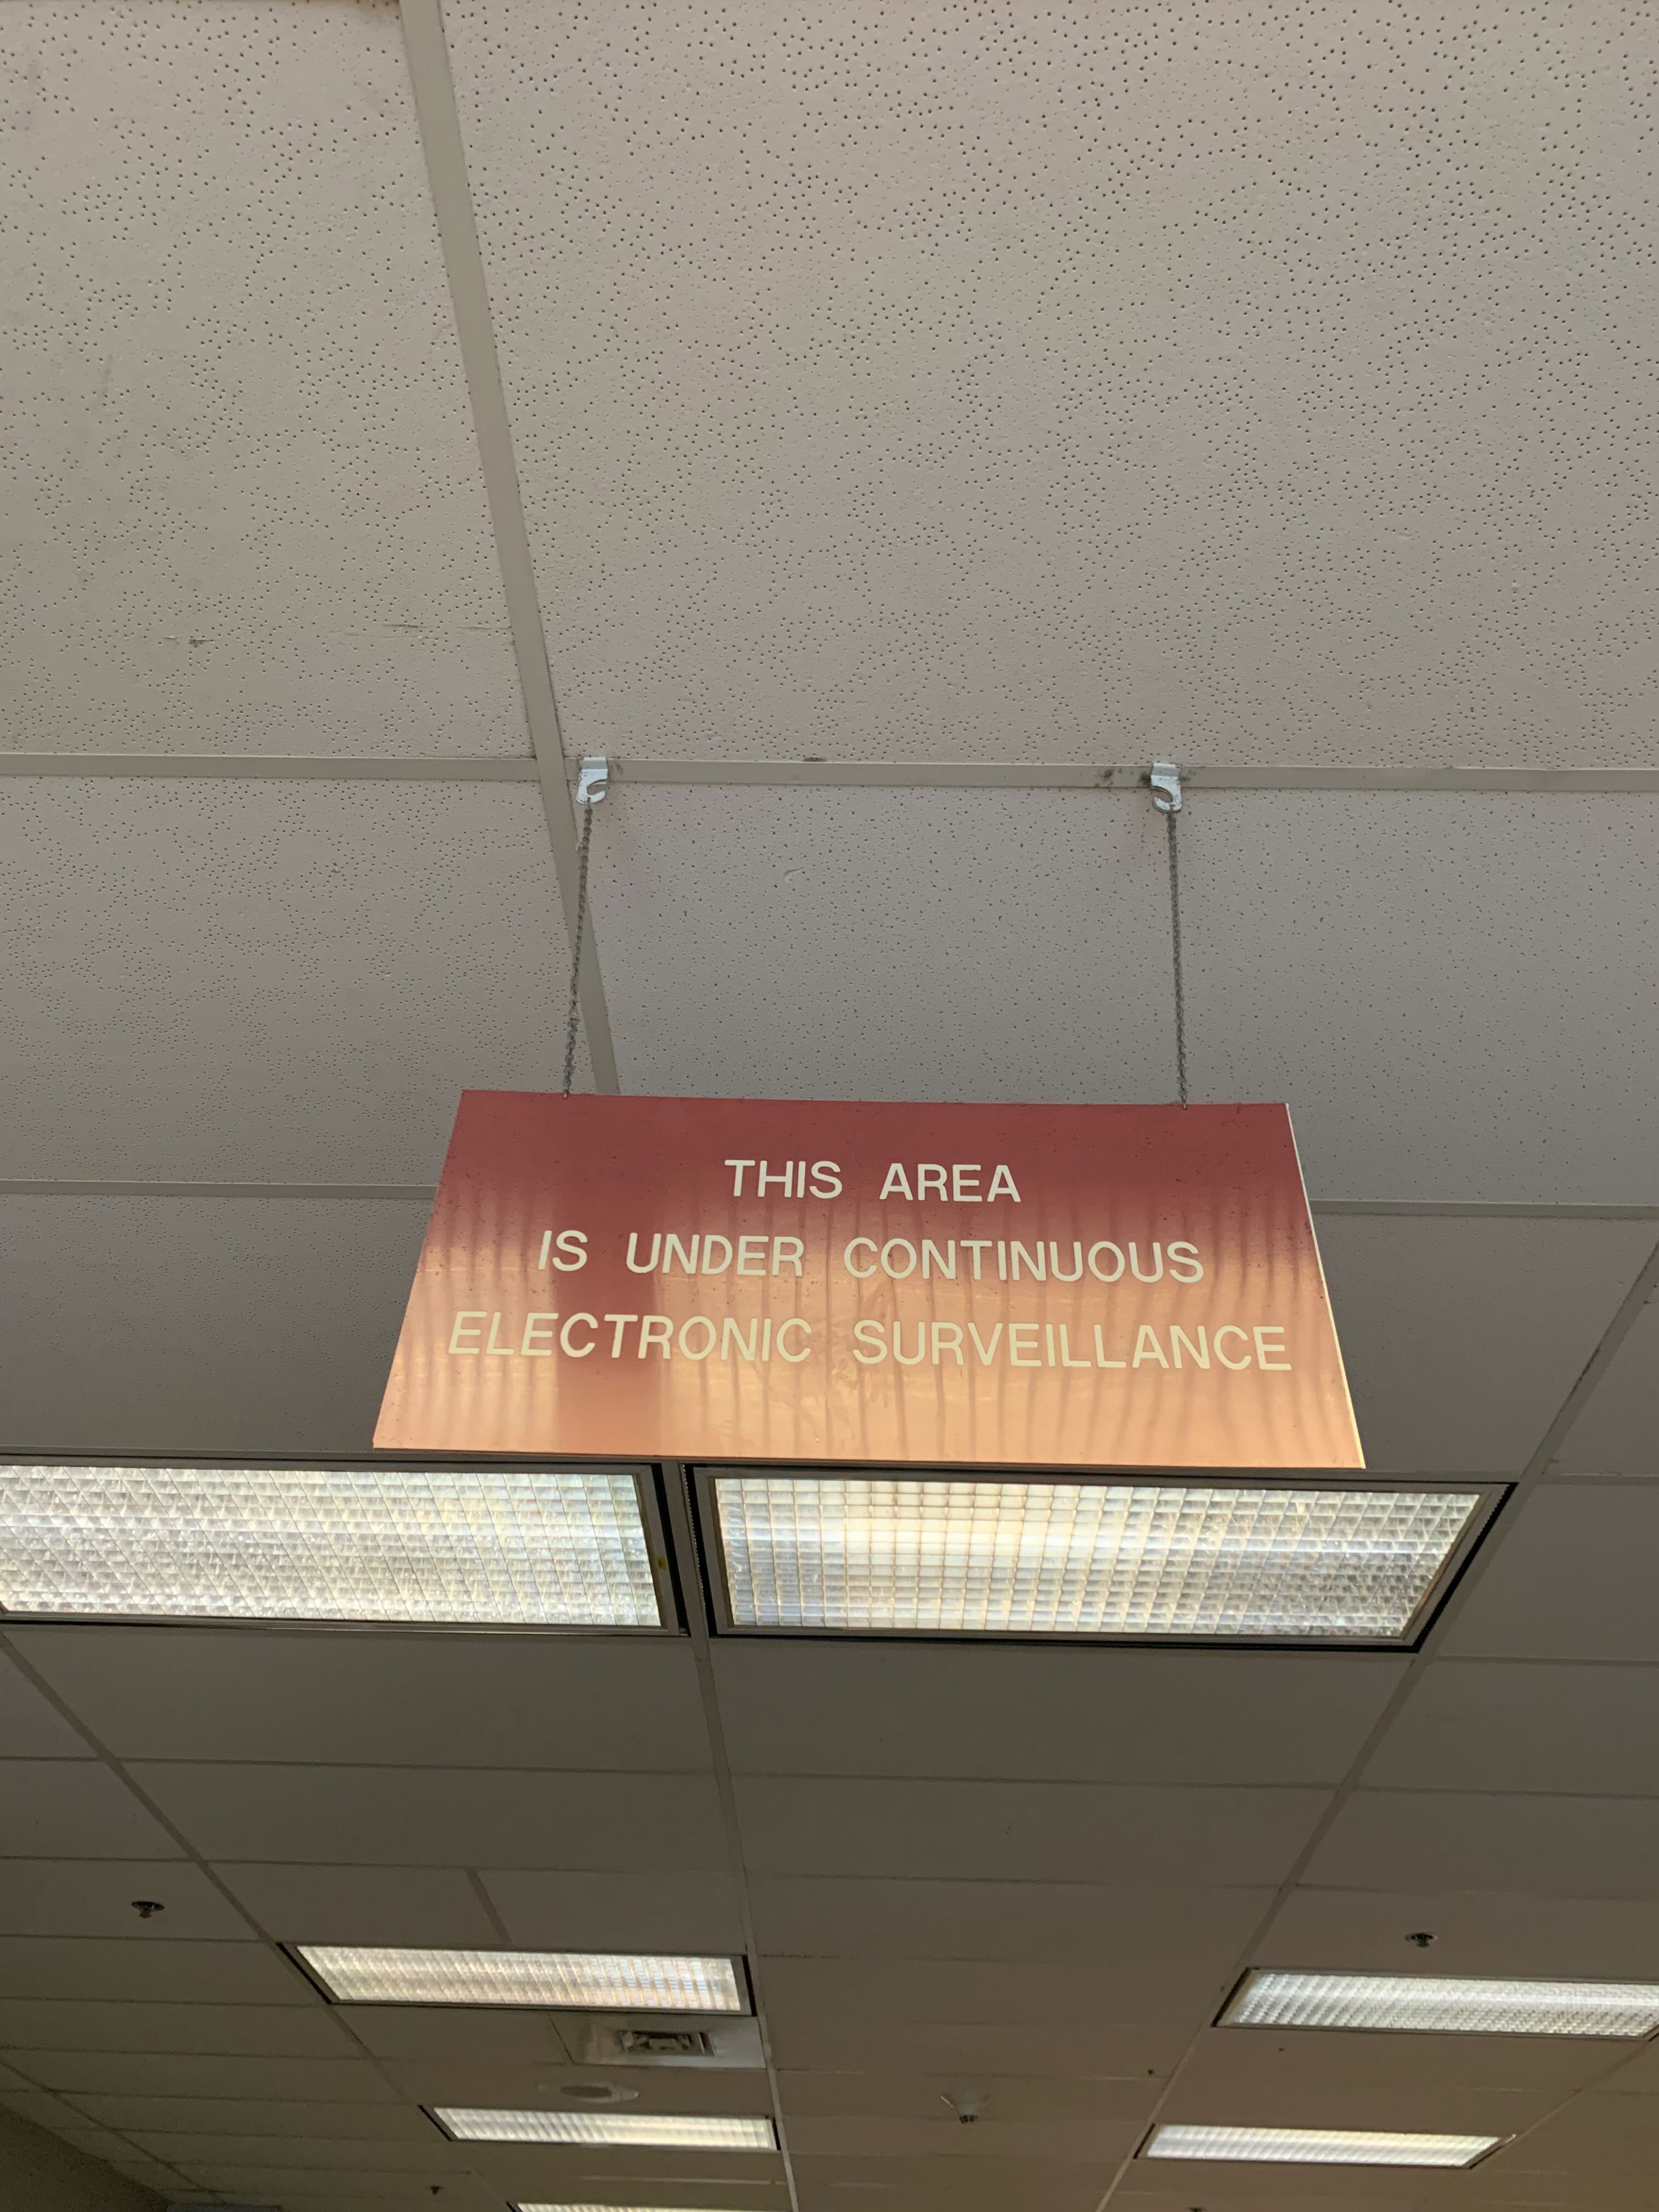 THIS AREA
IS UNDER CONTINUOUS
ELECTRONIC SURVEILLANCE